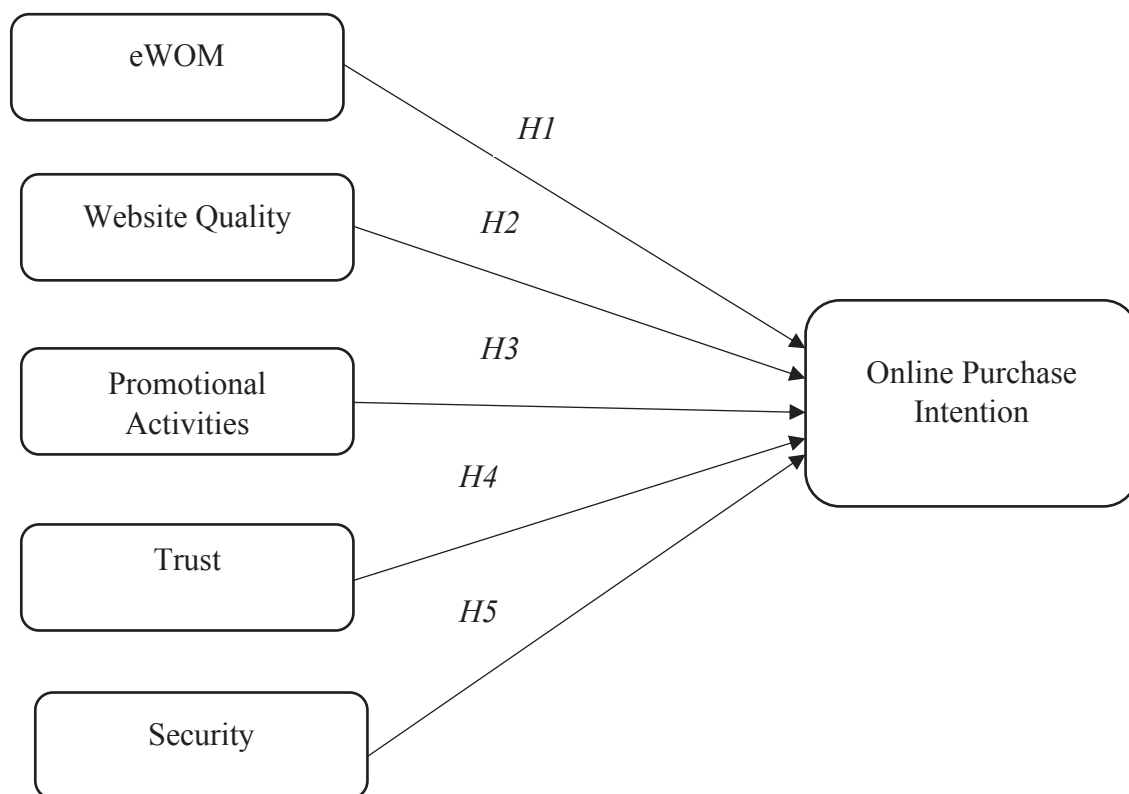 eWOM
H1
Website Quality
H2
H3
Promotional
Activities
Online Purchase
Intention
H4
Trust
H5
Security